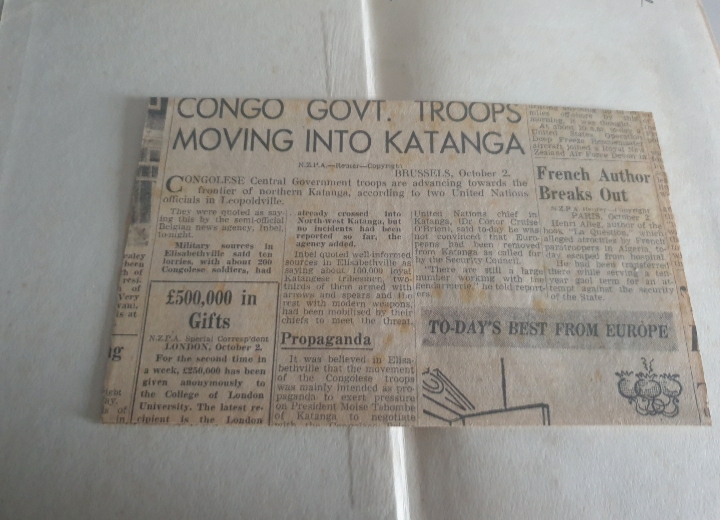 CONGO GOVT. TROOPS
MOVING INTO KATANGA
N.Z.P.A.—Reuter—Copyright
BRUSSELS, October 2.
CONGOLESE Central Government troops are advancing towards the
frontier of northern Katanga, according to two United Nations
officials in Leopoldville.
They were quoted as say-
ing this by the semi-official
Belgian news agency, Inbel,
to-night.
Military sources in
Elisabethville said ten
lorries, with about 200
Congolese soldiers, had
already crossed into
North-west Katanga, but
no incidents had been
reported so far, the
agency added.
Inbel quoted well-informed
sources in Elisabethville as
saying about 100,000 loyal
Katangese tribesmen, two-
thirds of them armed with
arrows and spears and the
rest with modern weapons,
had been mobilised by their
chiefs to meet the threat.
Propaganda
It was believed in Elisa-
bethville that the movement
of the Congolese troops
was mainly intended as pro-
paganda to exert pressure
on President Moise Tshombe
of Katanga to negotiate
United Nations chief in
Katanga, Dr. Conor Cruise
O'Brien, said to-day he was
not convinced that Euro-
peans had been removed
from Katanga as called for
by the Security Council.
"There are still a large
number working with the
gendarmerie," he told report-
ers.
£500,000 in
Gifts
N.Z.P.A. Special Correspondent
LONDON, October 2.
For the second time in
a week, £250,000 has been
given anonymously to
the College of London
University. The latest re-
cipient is the London
French Author
Breaks Out
N.Z.P.A.—Reuter—Copyright
PARIS, October 2.
Henri Alleg, author of the
book, "La Question," which
alleged atrocities by French
paratroopers in Algeria, to-
day escaped from hospital.
He had been transferred
there while serving a ten-
year gaol term for an at-
tempt against the security
of the State.
TO-DAY'S BEST FROM EUROPE